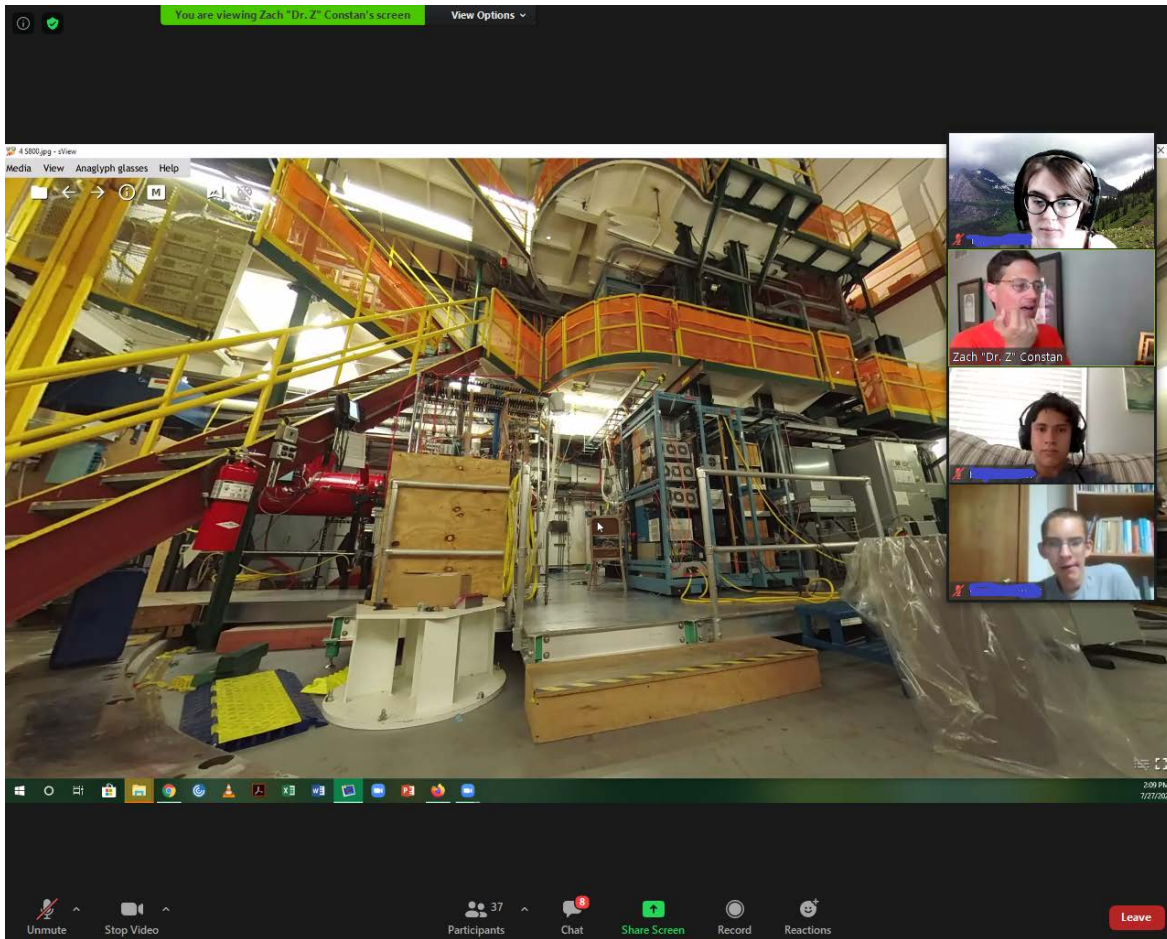 You are viewing Zach "Dr. Z" Constan's screen
View Options
4 S800.jpg - sView
Media View Anaglyph glasses Help
M
Zach "Dr. Z" Constan
2:09 PM
Unmute
Stop Video
37
Participants
8
Chat
Share Screen
Record
Reactions
Leave